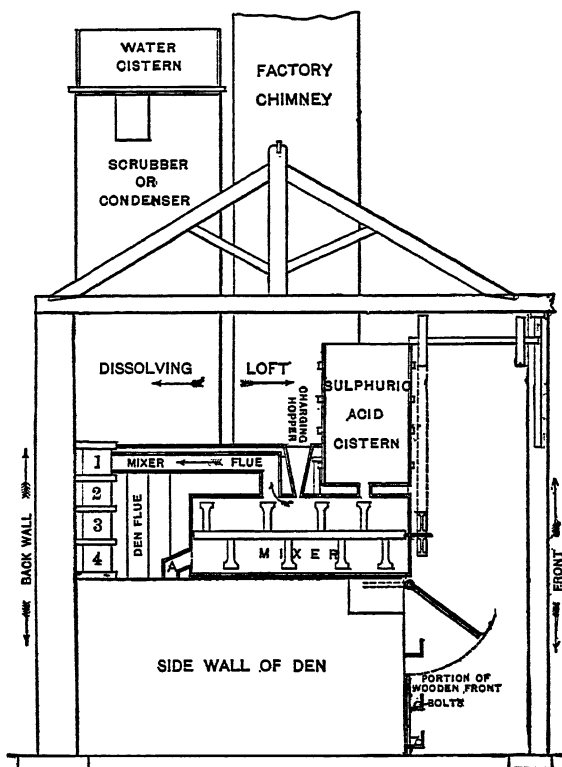 WATER
CISTERN
FACTORY
CHIMNEY
SCRUBBER
OR
CONDENSER
DISSOLVING
LOFT
CHARGING
HOPPER
SULPHURIC
ACID
CISTERN
1
MIXER
FLUE
2
3
4
DEN FLUE
A
MIXER
BACK WALL
FRONT
SIDE WALL OF DEN
PORTION OF
WOODEN FRONT
BOLTS